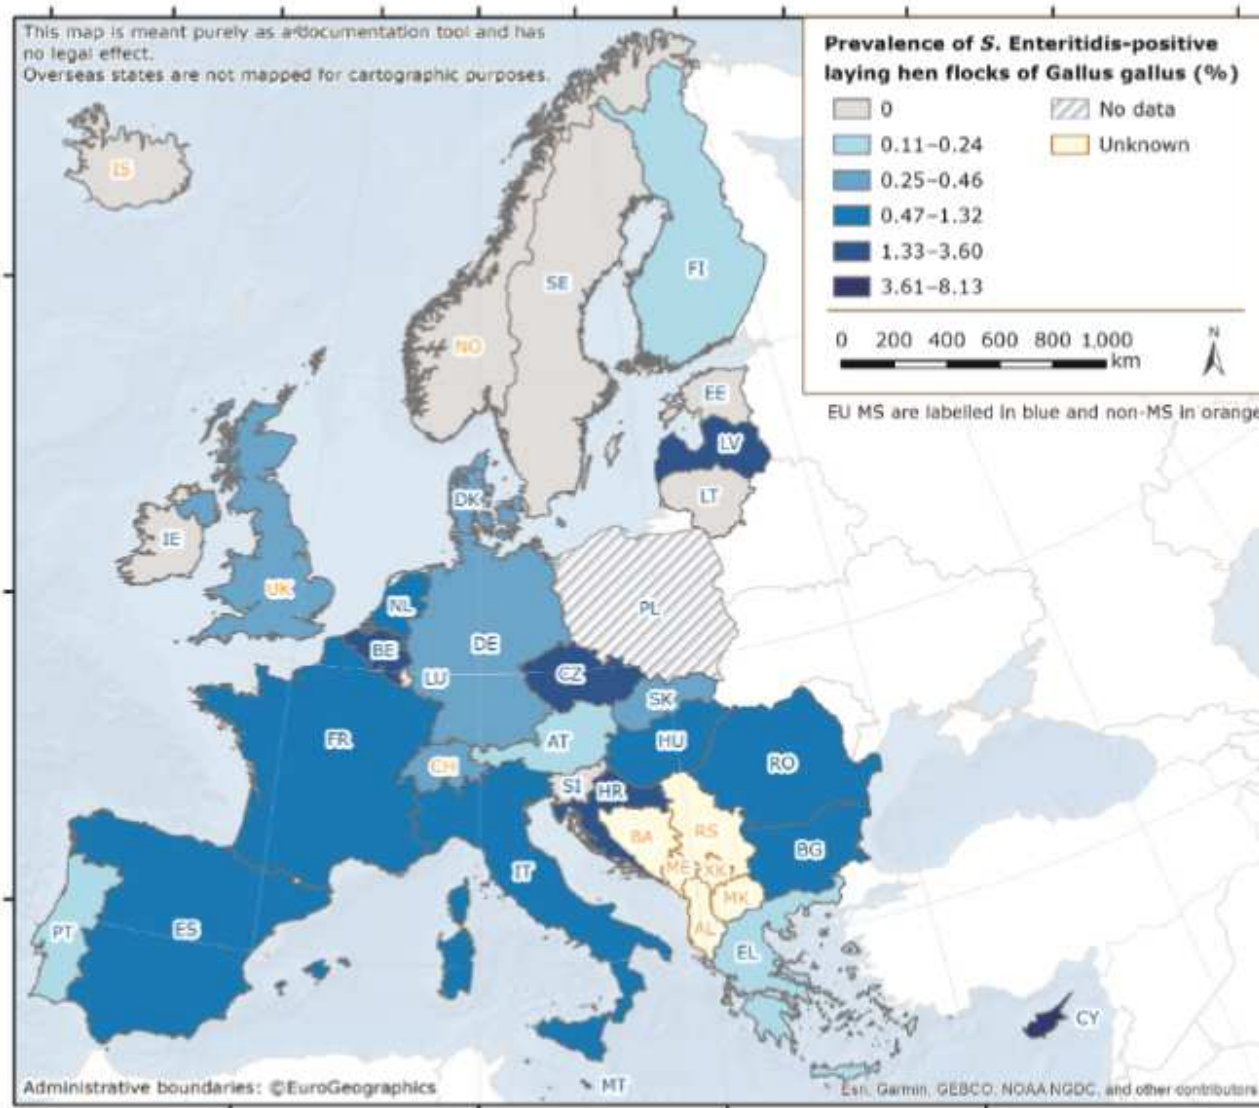 This map is meant purely as a documentation tool and has
no legal effect.
Overseas states are not mapped for cartographic purposes.
Prevalence of S. Enteritidis-positive
laying hen flocks of Gallus gallus (%)
0
No data
0.11–0.24
Unknown
0.25–0.46
0.47–1.32
1.33–3.60
3.61–8.13
0 200 400 600 800 1,000
km
N
EU MS are labelled in blue and non-MS in orange
IS
FI
SE
NO
EE
LV
LT
DK
IE
UK
NL
PL
DE
BE
LU
CZ
SK
FR
AT
HU
CH
RO
SI
HR
BA
RS
BG
IT
ME
XK
MK
PT
ES
AL
EL
CY
MT
Administrative boundaries: ©EuroGeographics
Esri, Garmin, GEBCO, NOAA NGDC, and other contributors